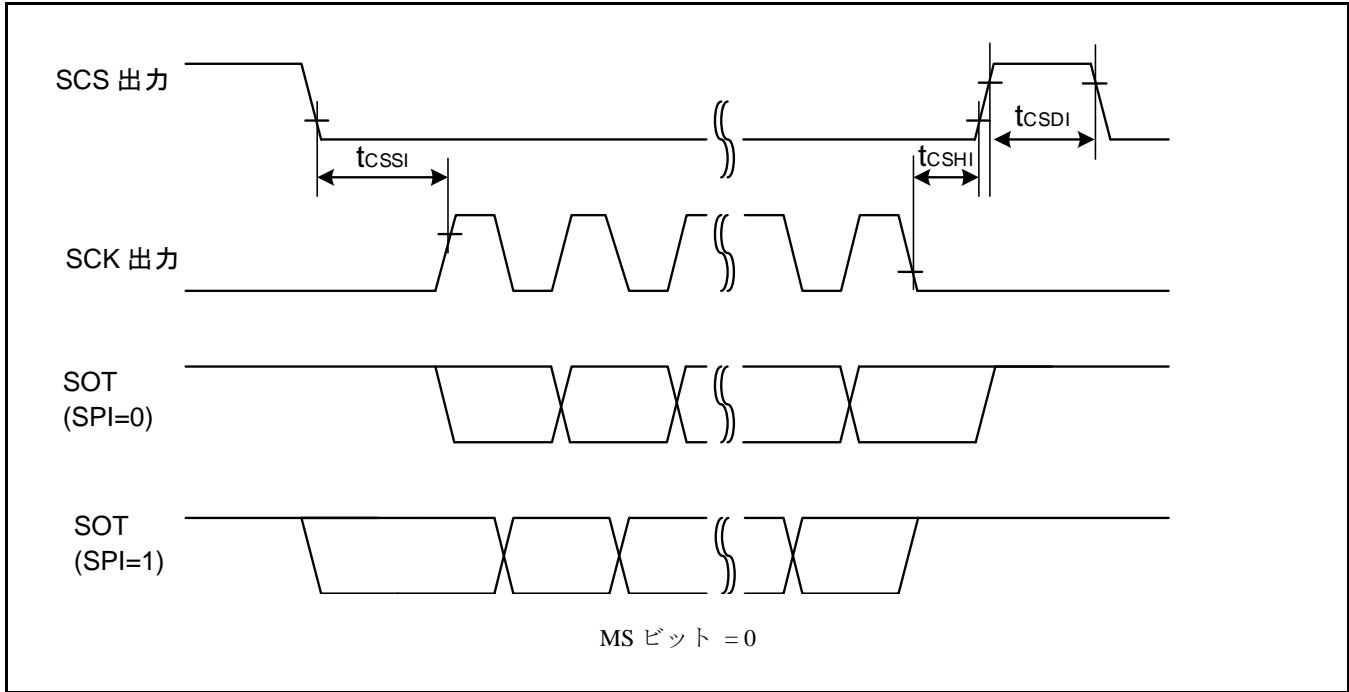 SCS 出力
tCSDI
tCSSI
tCSHI
SCK 出力
SOT
(SPI=0)
SOT
(SPI=1)
MS ビット = 0